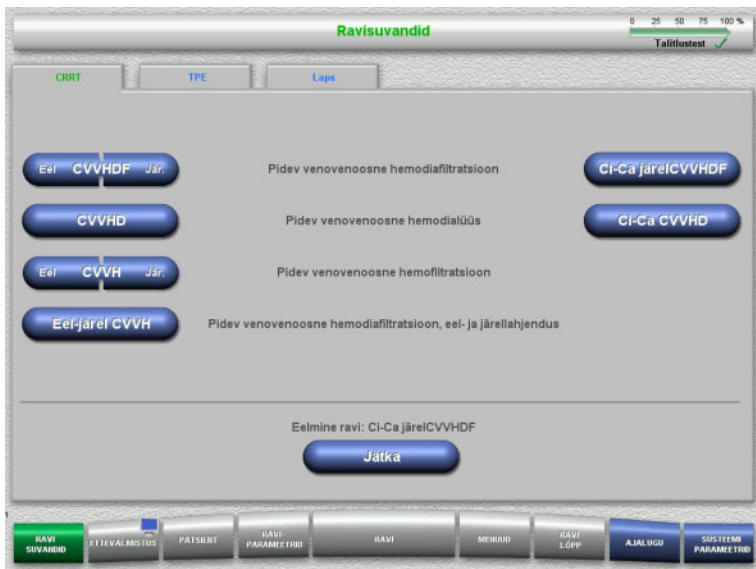 Ravisuvandid
0 25 50 75 100 %
Talitlustest
CRRT
TPE
Laps
Eel CVVHDF Jär.
Pidev venovenoosne hemodiafiltratsioon
Ci-Ca järelCVVHDF
CVVHD
Pidev venovenoosne hemodialüüs
Ci-Ca CVVHD
Eel CVVH Jär.
Pidev venovenoosne hemofiltratsioon
Eel-järel CVVH
Pidev venovenoosne hemodiafiltratsioon, eel- ja järellahjendus
Eelmine ravi: Ci-Ca järelCVVHDF
Jätka
RAVI
SUVANDID
ETTEVALMISTUS
PATSIENT
RAVI
PARAMEETRID
RAVI
MENÜÜD
RAVI
LÕPP
AJALUGU
SÜSTEEMI
PARAMEETRID